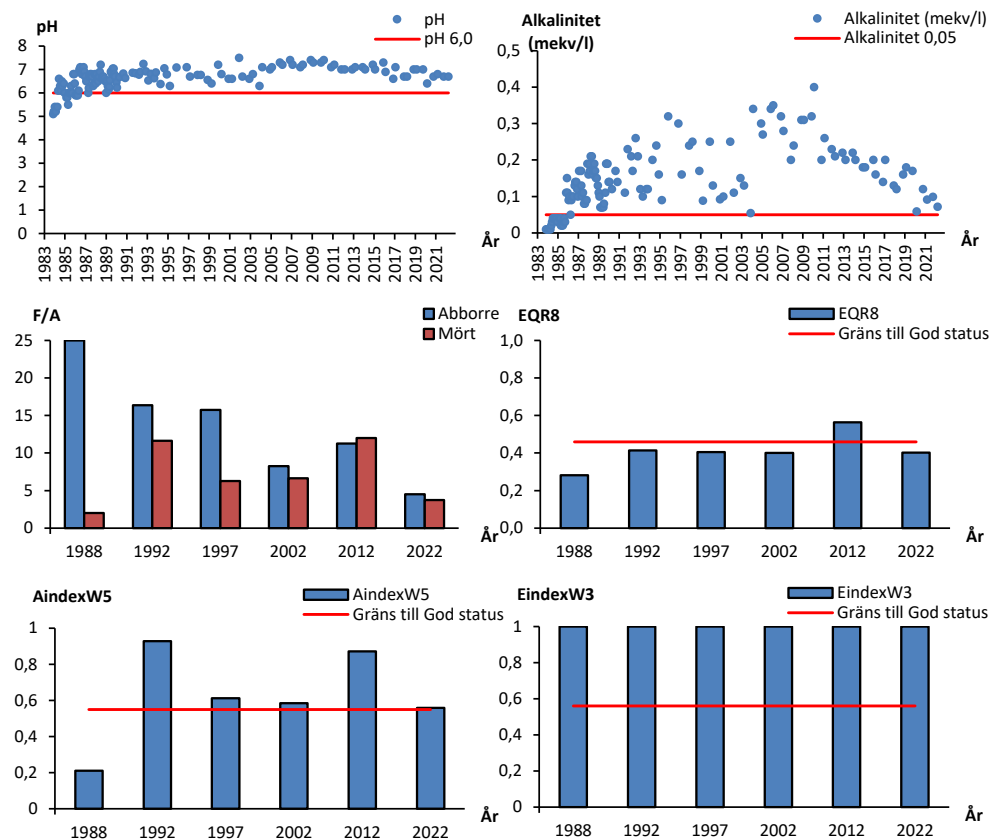 pH
pH
pH 6,0
8
7
6
5
4
3
2
1
0
1983 1985 1987 1989 1991 1993 1995 1997 1999 2001 2003 2005 2007 2009 2011 2013 2015 2017 2019 2021
År
Alkalinitet
(mekv/l)
Alkalinitet (mekv/l)
Alkalinitet 0,05
0,5
0,4
0,3
0,2
0,1
0
1983 1985 1987 1989 1991 1993 1995 1997 1999 2001 2003 2005 2007 2009 2011 2013 2015 2017 2019 2021
År
F/A
Abborre
Mört
25
20
15
10
5
0
1988 1992 1997 2002 2012 2022
År
EQR8
EQR8
Gräns till God status
1,0
0,8
0,6
0,4
0,2
0,0
1988 1992 1997 2002 2012 2022
År
AindexW5
AindexW5
Gräns till God status
1
0,8
0,6
0,4
0,2
0
1988 1992 1997 2002 2012 2022
År
EindexW3
EindexW3
Gräns till God status
1
0,8
0,6
0,4
0,2
0
1988 1992 1997 2002 2012 2022
År